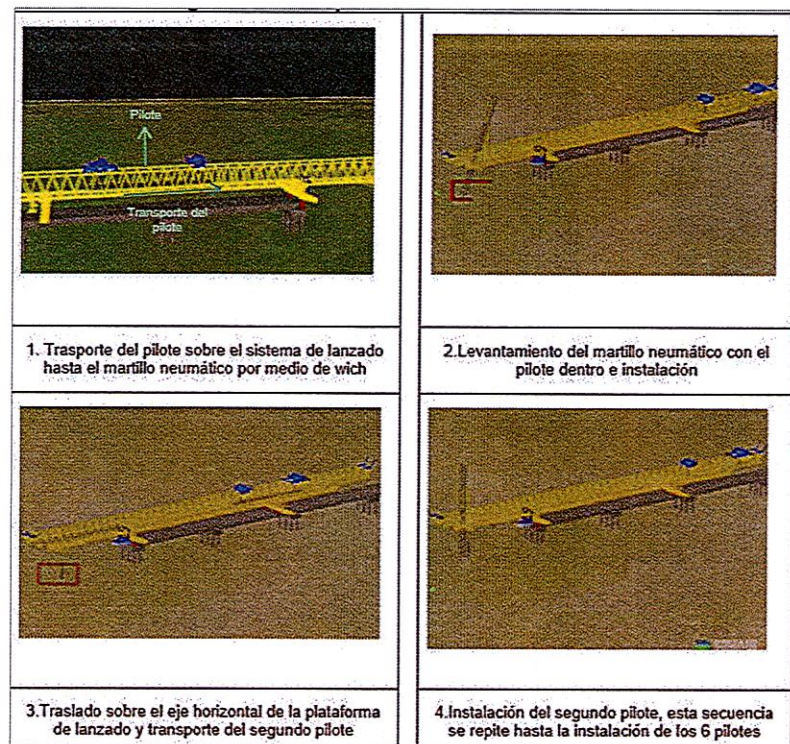 Pilote
Transporte del
pilote
1. Trasporte del pilote sobre el sistema de lanzado
hasta el martillo neumático por medio de wich
2.Levantamiento del martillo neumático con el
pilote dentro e instalación
3.Traslado sobre el eje horizontal de la plataforma
de lanzado y transporte del segundo pilote
4.Instalación del segundo pilote, esta secuencia
se repite hasta la instalación de los 6 pilotes